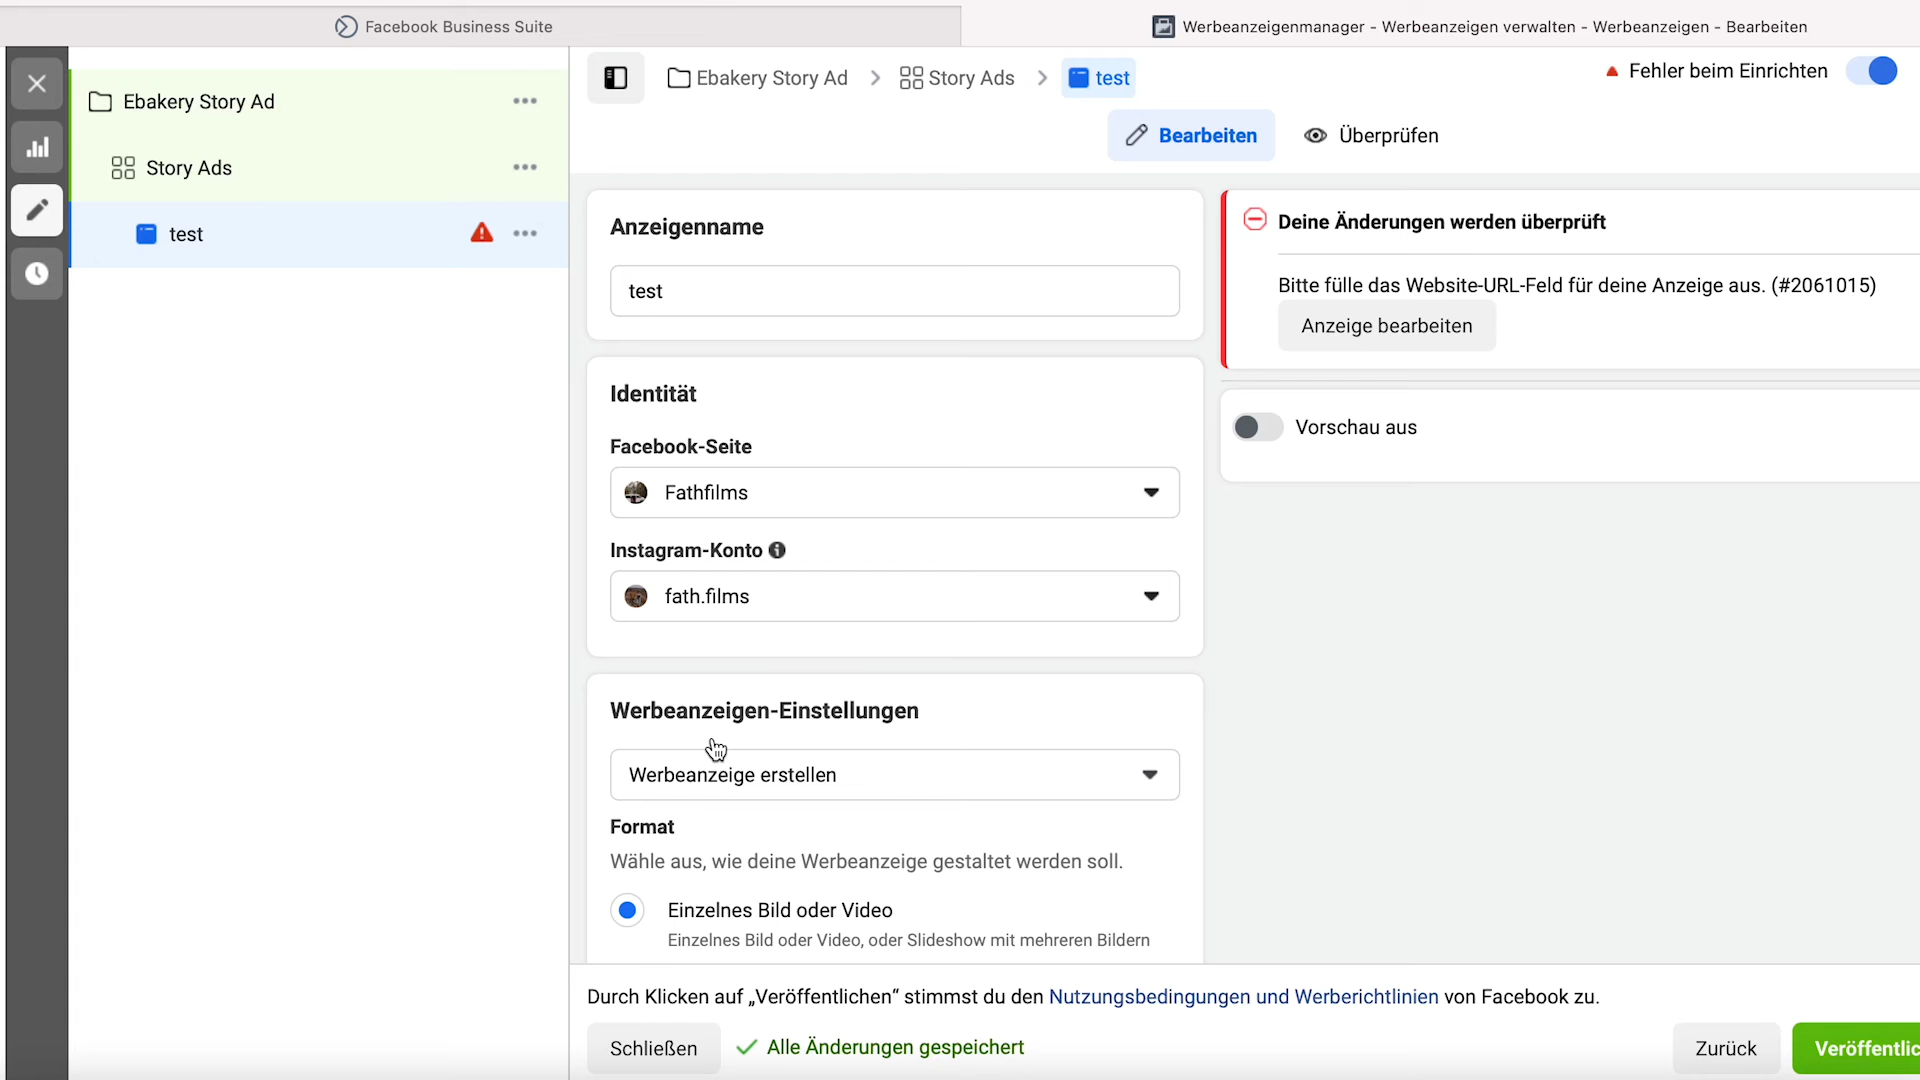 Facebook Business Suite
Werbeanzeigenmanager - Werbeanzeigen verwalten - Werbeanzeigen - Bearbeiten
Ebakery Story Ad
Story Ads
test
Ebakery Story Ad
Story Ads
test
Fehler beim Einrichten
Bearbeiten
Überprüfen
Anzeigenname
test
Identität
Facebook-Seite
Fathfilms
Instagram-Konto
fath.films
Werbeanzeigen-Einstellungen
Werbeanzeige erstellen
Format
Wähle aus, wie deine Werbeanzeige gestaltet werden soll.
Einzelnes Bild oder Video
Einzelnes Bild oder Video, oder Slideshow mit mehreren Bildern
Deine Änderungen werden überprüft
Bitte fülle das Website-URL-Feld für deine Anzeige aus. (#2061015)
Anzeige bearbeiten
Vorschau aus
Durch Klicken auf „Veröffentlichen“ stimmst du den Nutzungsbedingungen und Werberichtlinien von Facebook zu.
Schließen
Alle Änderungen gespeichert
Zurück
Veröffentlic